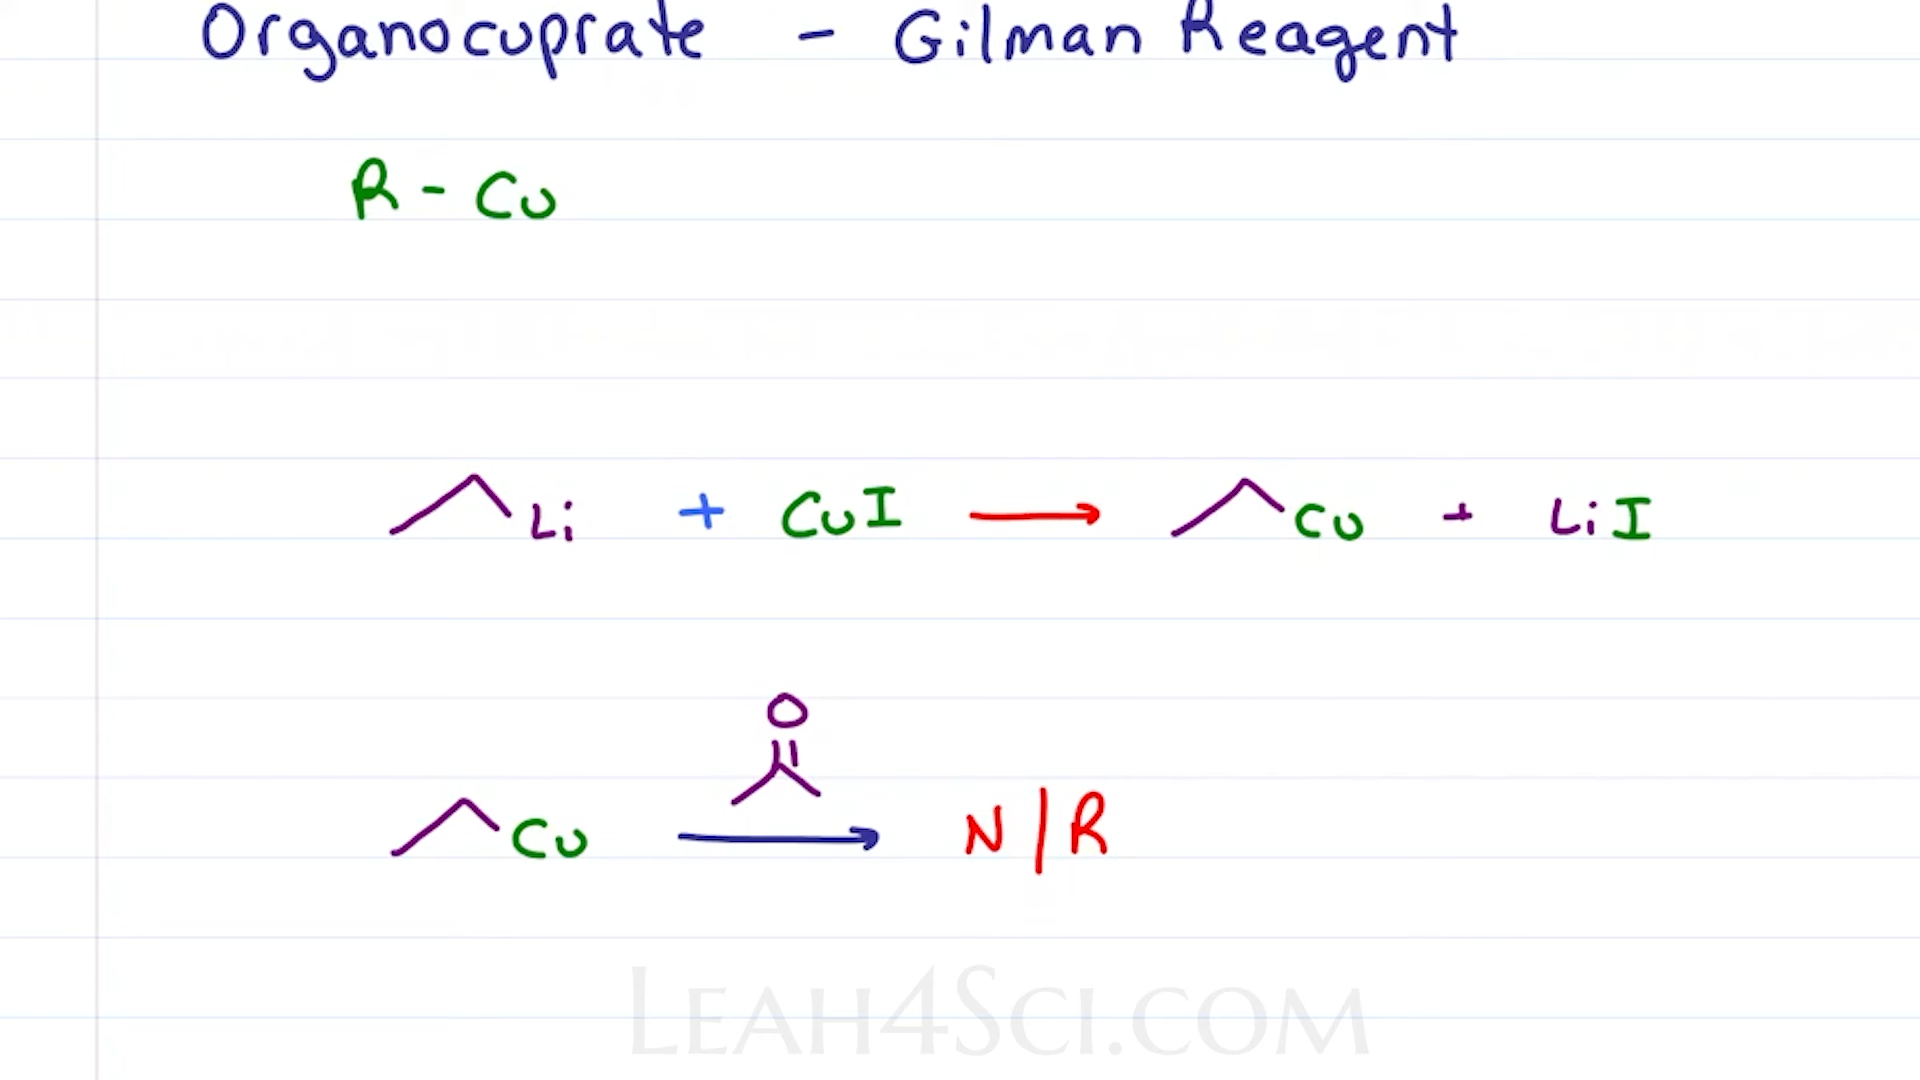 Organocuprate - Gilman Reagent
R - Cu
Li + CuI → Cu + LiI
O
Cu → N/R
LEAH4SCI.COM